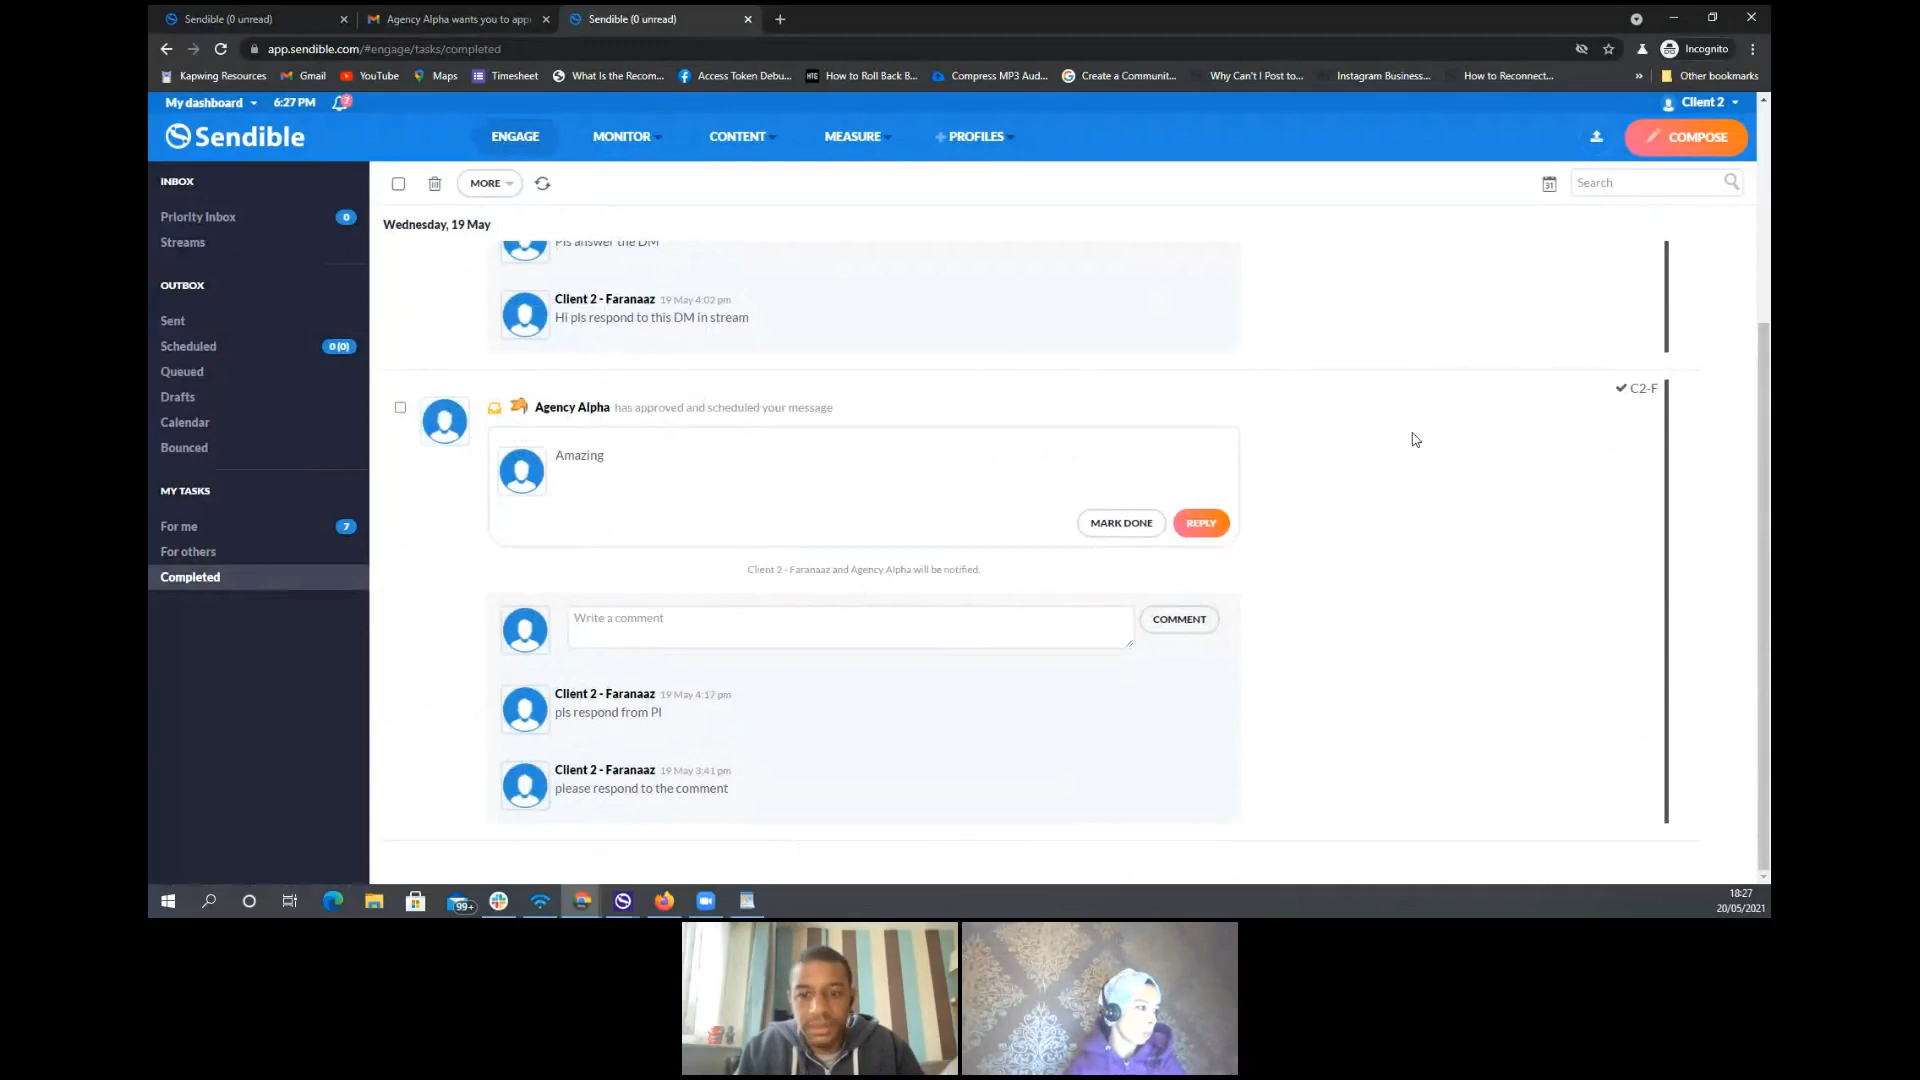 Sendible (0 unread)
Agency Alpha wants you to app
Sendible (0 unread)
app.sendible.com/#engage/tasks/completed
Incognito
Kapwing Resources
Gmail
YouTube
Maps
Timesheet
What Is the Recom...
Access Token Debu...
How to Roll Back B...
Compress MP3 Aud...
Create a Communit...
Why Can't I Post to...
Instagram Business...
How to Reconnect...
»
Other bookmarks
My dashboard
6:27 PM
7
Client 2
Sendible
ENGAGE
MONITOR
CONTENT
MEASURE
+ PROFILES
COMPOSE
INBOX
Priority Inbox 0
Streams
OUTBOX
Sent
Scheduled 0 (0)
Queued
Drafts
Calendar
Bounced
MY TASKS
For me 7
For others
Completed
MORE
31
Search
Wednesday, 19 May
Pls answer the DM
Client 2 - Faranaaz 19 May 4:02 pm
Hi pls respond to this DM in stream
C2-F
Agency Alpha has approved and scheduled your message
Amazing
MARK DONE
REPLY
Client 2 - Faranaaz and Agency Alpha will be notified.
Write a comment
COMMENT
Client 2 - Faranaaz 19 May 4:17 pm
pls respond from PI
Client 2 - Faranaaz 19 May 3:41 pm
please respond to the comment
99+
18:27
20/05/2021